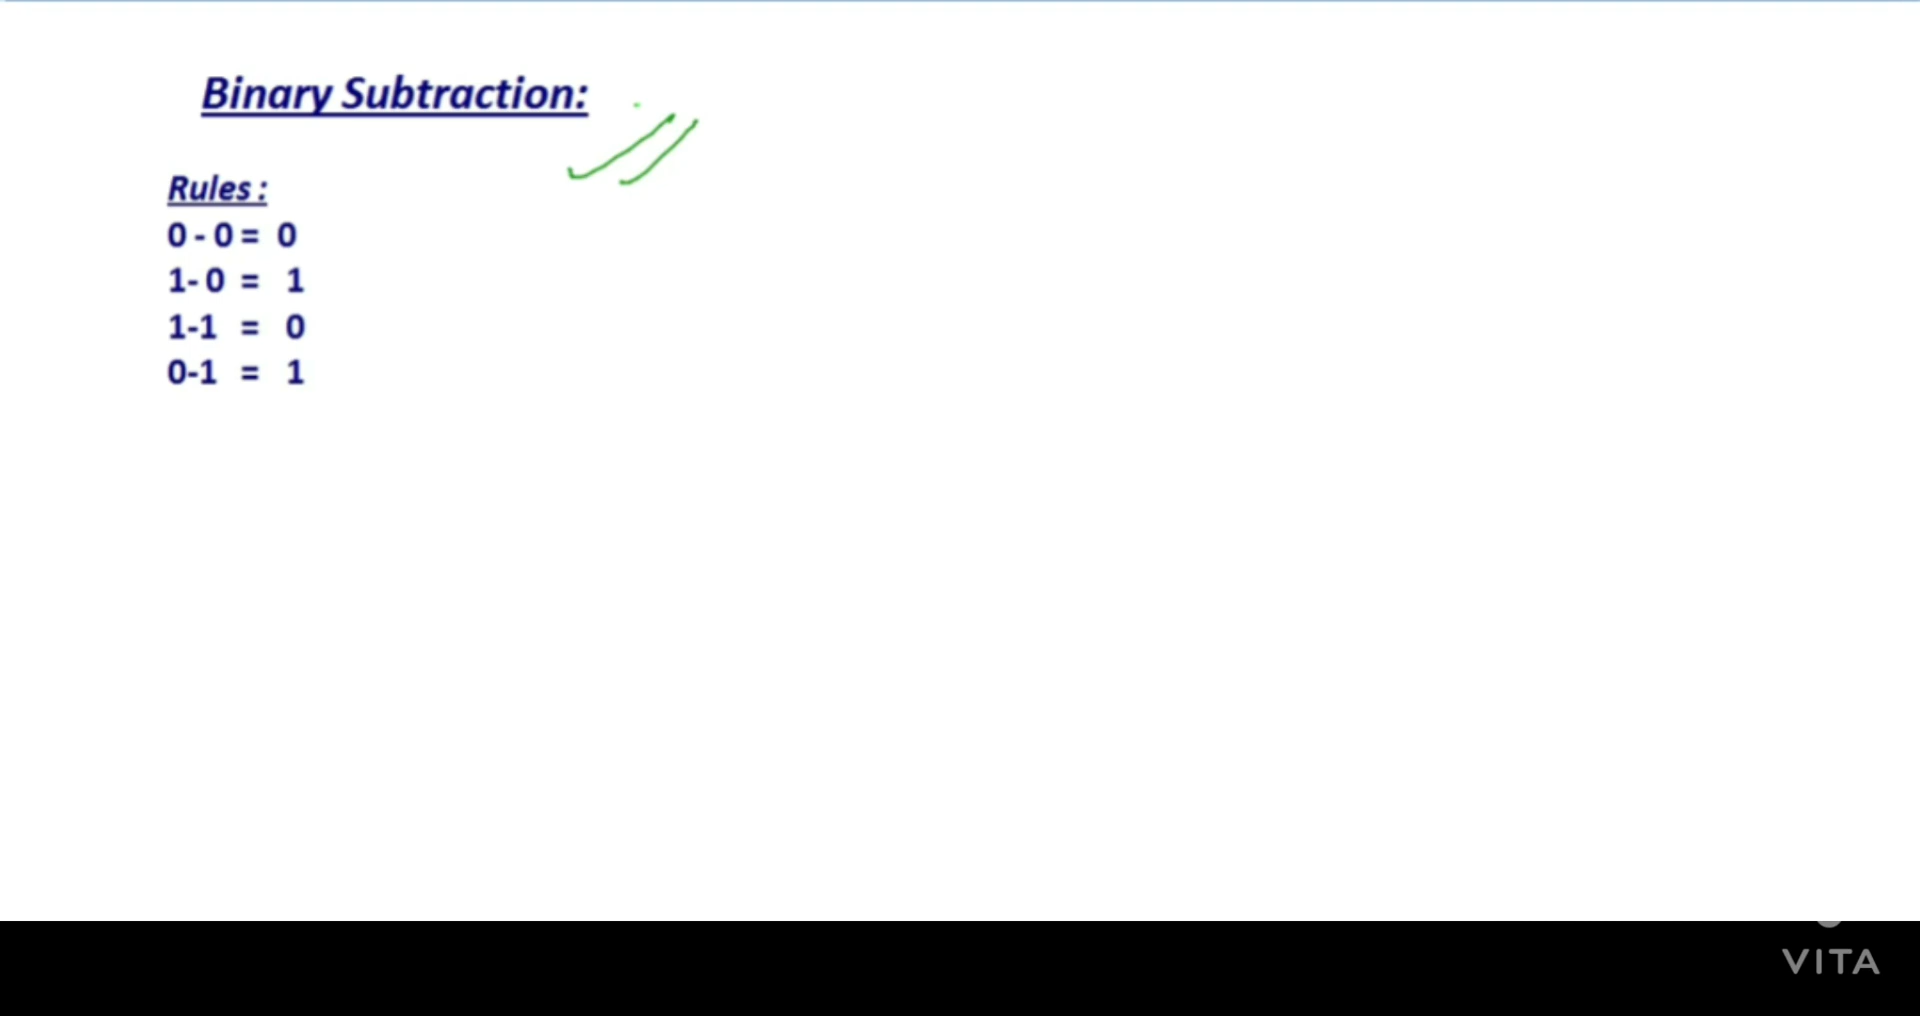 Binary Subtraction:
Rules :
0 - 0 = 0
1- 0 = 1
1-1 = 0
0-1 = 1
VITA